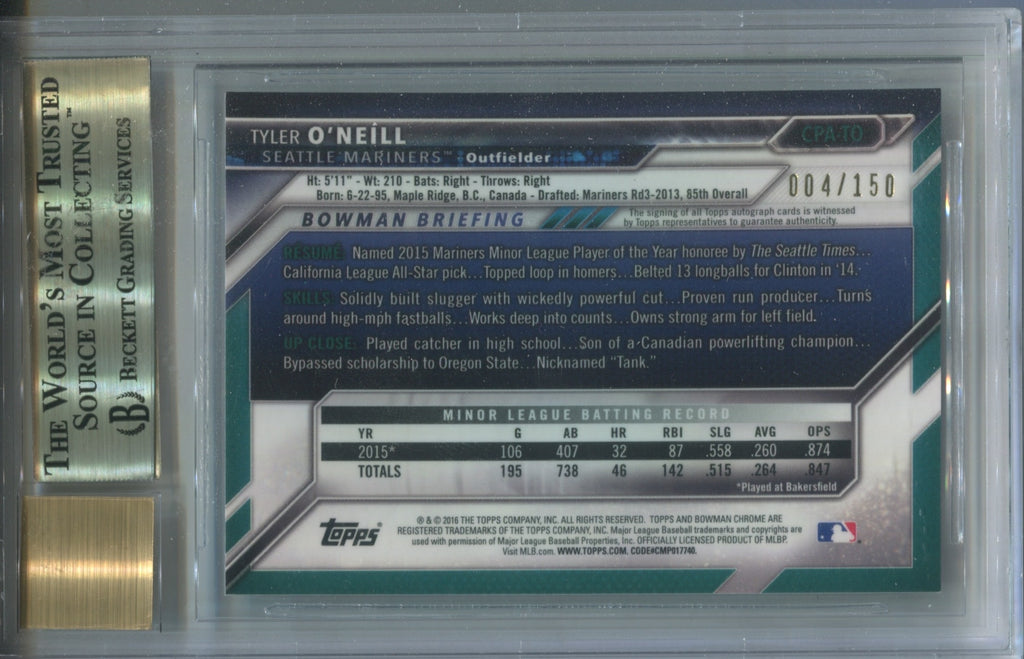 THE WORLD'S MOST TRUSTED
SOURCE IN COLLECTING™
BECKETT GRADING SERVICES
B
TYLER O'NEILL
CPA-TO
SEATTLE MARINERS™ Outfielder
Ht: 5'11" - Wt: 210 - Bats: Right - Throws: Right
Born: 6-22-95, Maple Ridge, B.C., Canada - Drafted: Mariners Rd3-2013, 85th Overall
004/150
BOWMAN BRIEFING
The signing of all Topps autograph cards is witnessed
by Topps representatives to guarantee authenticity.
RÉSUMÉ: Named 2015 Mariners Minor League Player of the Year honoree by The Seattle Times...
California League All-Star pick...Topped loop in homers...Belted 13 longballs for Clinton in '14.
SKILLS: Solidly built slugger with wickedly powerful cut...Proven run producer...Turns
around high-mph fastballs...Works deep into counts...Owns strong arm for left field.
UP CLOSE: Played catcher in high school...Son of a Canadian powerlifting champion...
Bypassed scholarship to Oregon State...Nicknamed "Tank."
MINOR LEAGUE BATTING RECORD
YR G AB HR RBI SLG AVG OPS
2015* 106 407 32 87 .558 .260 .874
TOTALS 195 738 46 142 .515 .264 .847
*Played at Bakersfield
Topps®
® & © 2016 THE TOPPS COMPANY, INC. ALL RIGHTS RESERVED. TOPPS AND BOWMAN CHROME ARE
REGISTERED TRADEMARKS OF THE TOPPS COMPANY, INC. Major League Baseball trademarks and copyrights are
used with permission of Major League Baseball Properties, Inc. OFFICIALLY LICENSED PRODUCT OF MLBP.
Visit MLB.com. WWW.TOPPS.COM. CODE#CMP017740.